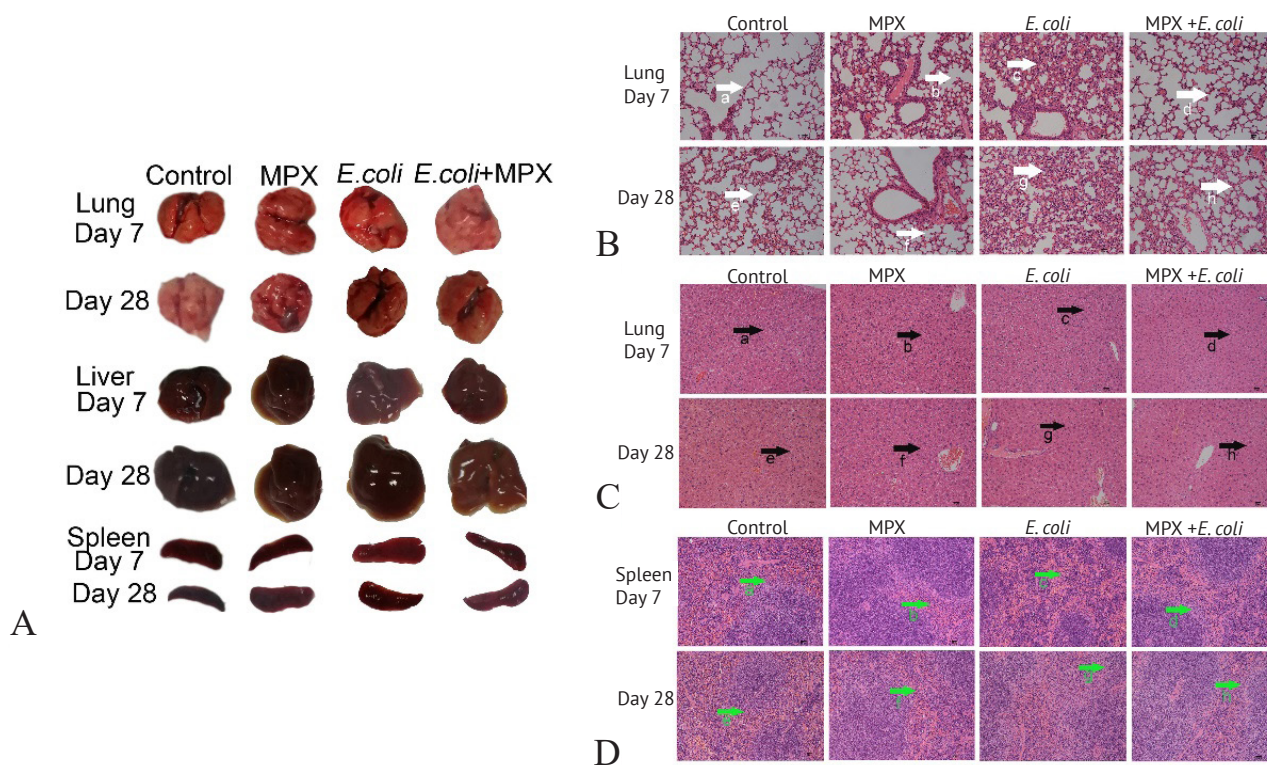 Control MPX E.coli E.coli+MPX
Lung
Day 7
Day 28
Liver
Day 7
Day 28
Spleen
Day 7
Day 28
A
Control MPX E. coli MPX +E. coli
Lung
Day 7
a b c d
Day 28
e f g h
B
Control MPX E. coli MPX +E. coli
Lung
Day 7
a b c d
Day 28
e f g h
C
Control MPX E. coli MPX +E. coli
Spleen
Day 7
a b c d
Day 28
e f g h
D